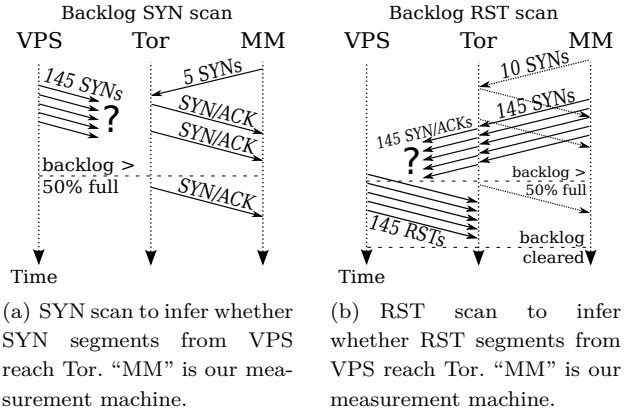 Backlog SYN scan
VPS Tor MM
145 SYNs
?
5 SYNs
SYN/ACK
SYN/ACK
backlog >
50% full
SYN/ACK
Time
(a) SYN scan to infer whether
SYN segments from VPS
reach Tor. “MM” is our mea-
surement machine.
Backlog RST scan
VPS Tor MM
10 SYNs
145 SYNs
145 SYN/ACKs
?
backlog >
50% full
145 RSTs
backlog
cleared
Time
(b) RST scan to infer
whether RST segments from
VPS reach Tor. “MM” is our
measurement machine.